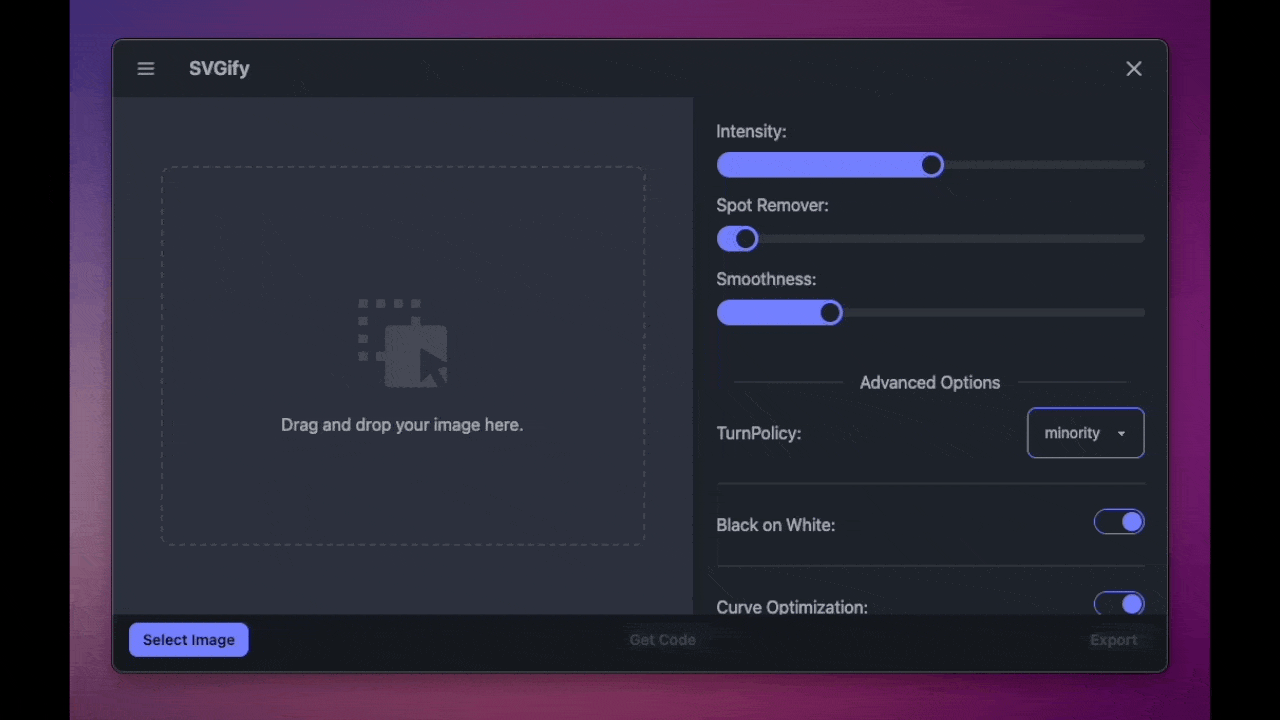 SVGify
Drag and drop your image here.
Intensity:
Spot Remover:
Smoothness:
Advanced Options
TurnPolicy:
minority
Black on White:
Curve Optimization:
Select Image
Get Code
Export